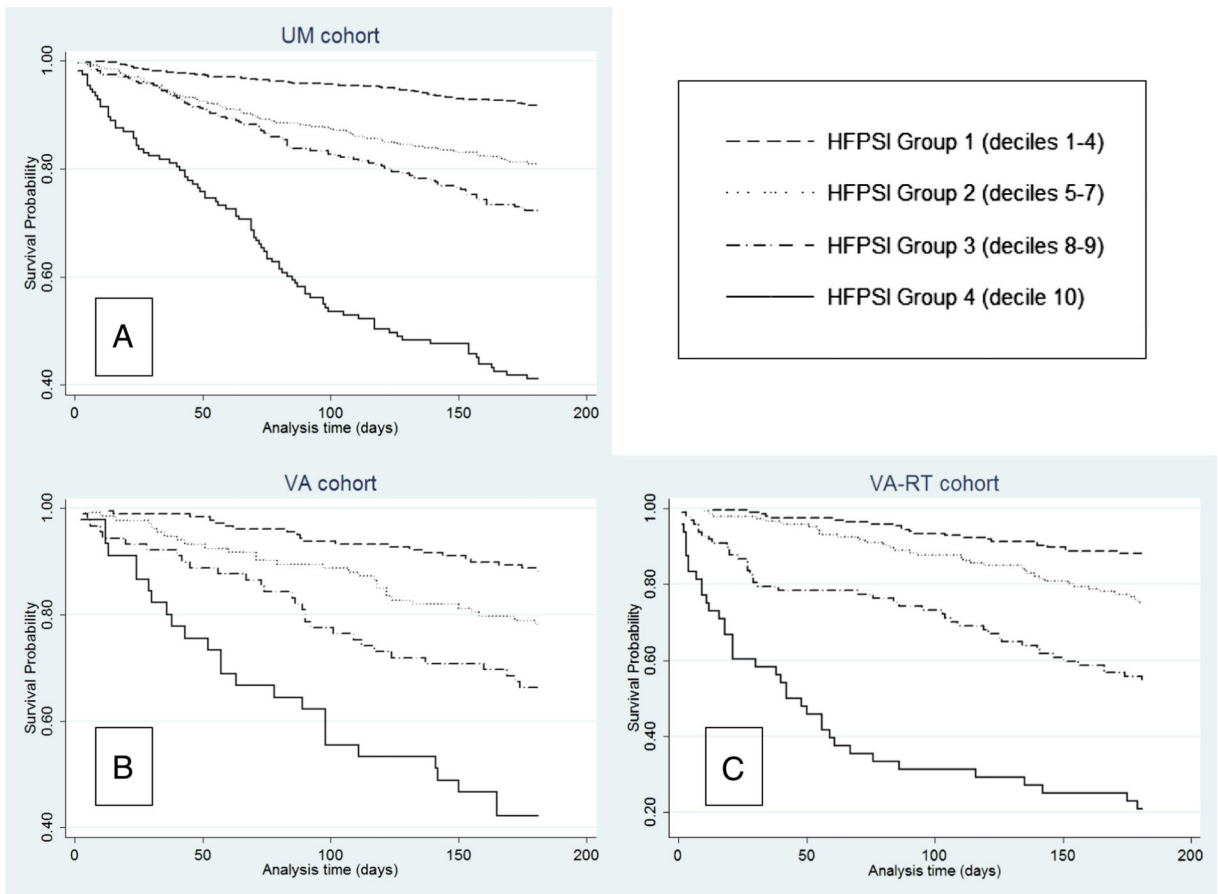 UM cohort
1.00
0.80
0.60
0.40
Survival Probability
A
0 50 100 150 200
Analysis time (days)
HFPSI Group 1 (deciles 1-4)
HFPSI Group 2 (deciles 5-7)
HFPSI Group 3 (deciles 8-9)
HFPSI Group 4 (decile 10)
VA cohort
1.00
0.80
0.60
0.40
Survival Probability
B
0 50 100 150 200
Analysis time (days)
VA-RT cohort
1.00
0.80
0.60
0.40
0.20
Survival Probability
C
0 50 100 150 200
Analysis time (days)